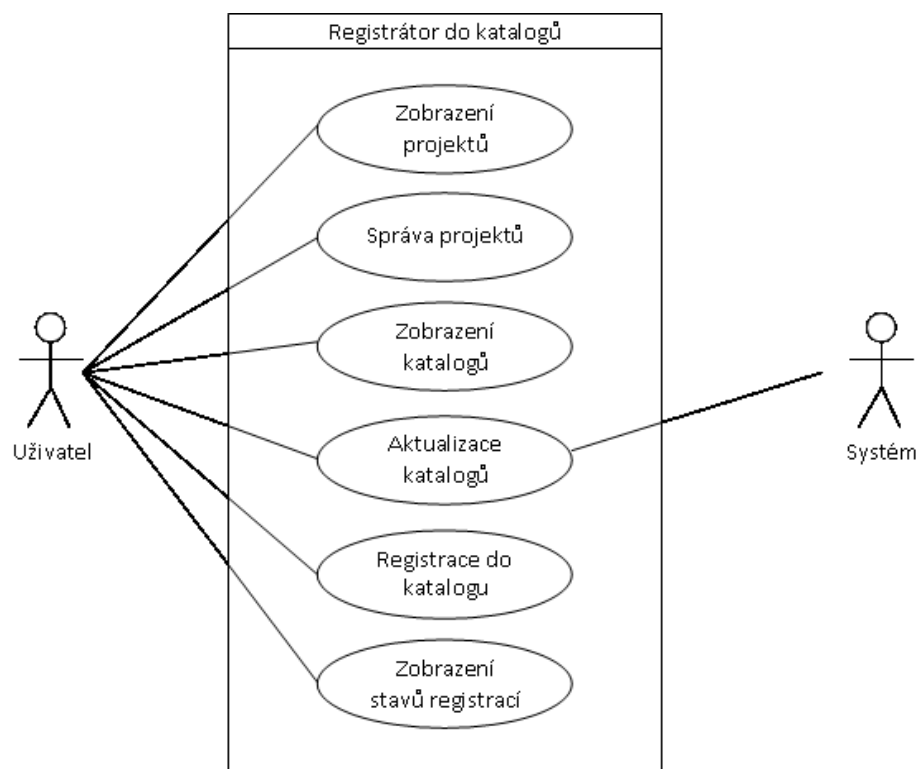 Registrátor do katalogů
Zobrazení
projektů
Správa projektů
Zobrazení
katalogů
Aktualizace
katalogů
Uživatel
Systém
Registrace do
katalogu
Zobrazení
stavů registrací